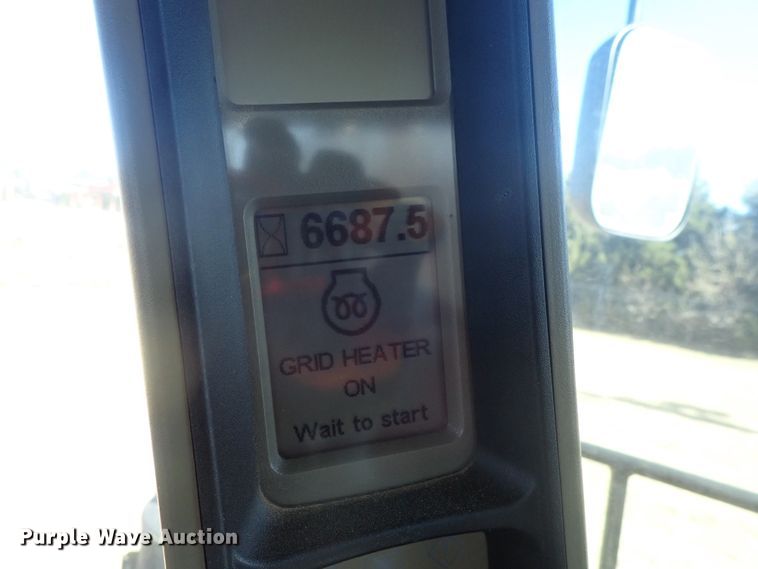 6687.5
GRID HEATER
ON
Wait to start
Purple Wave Auction